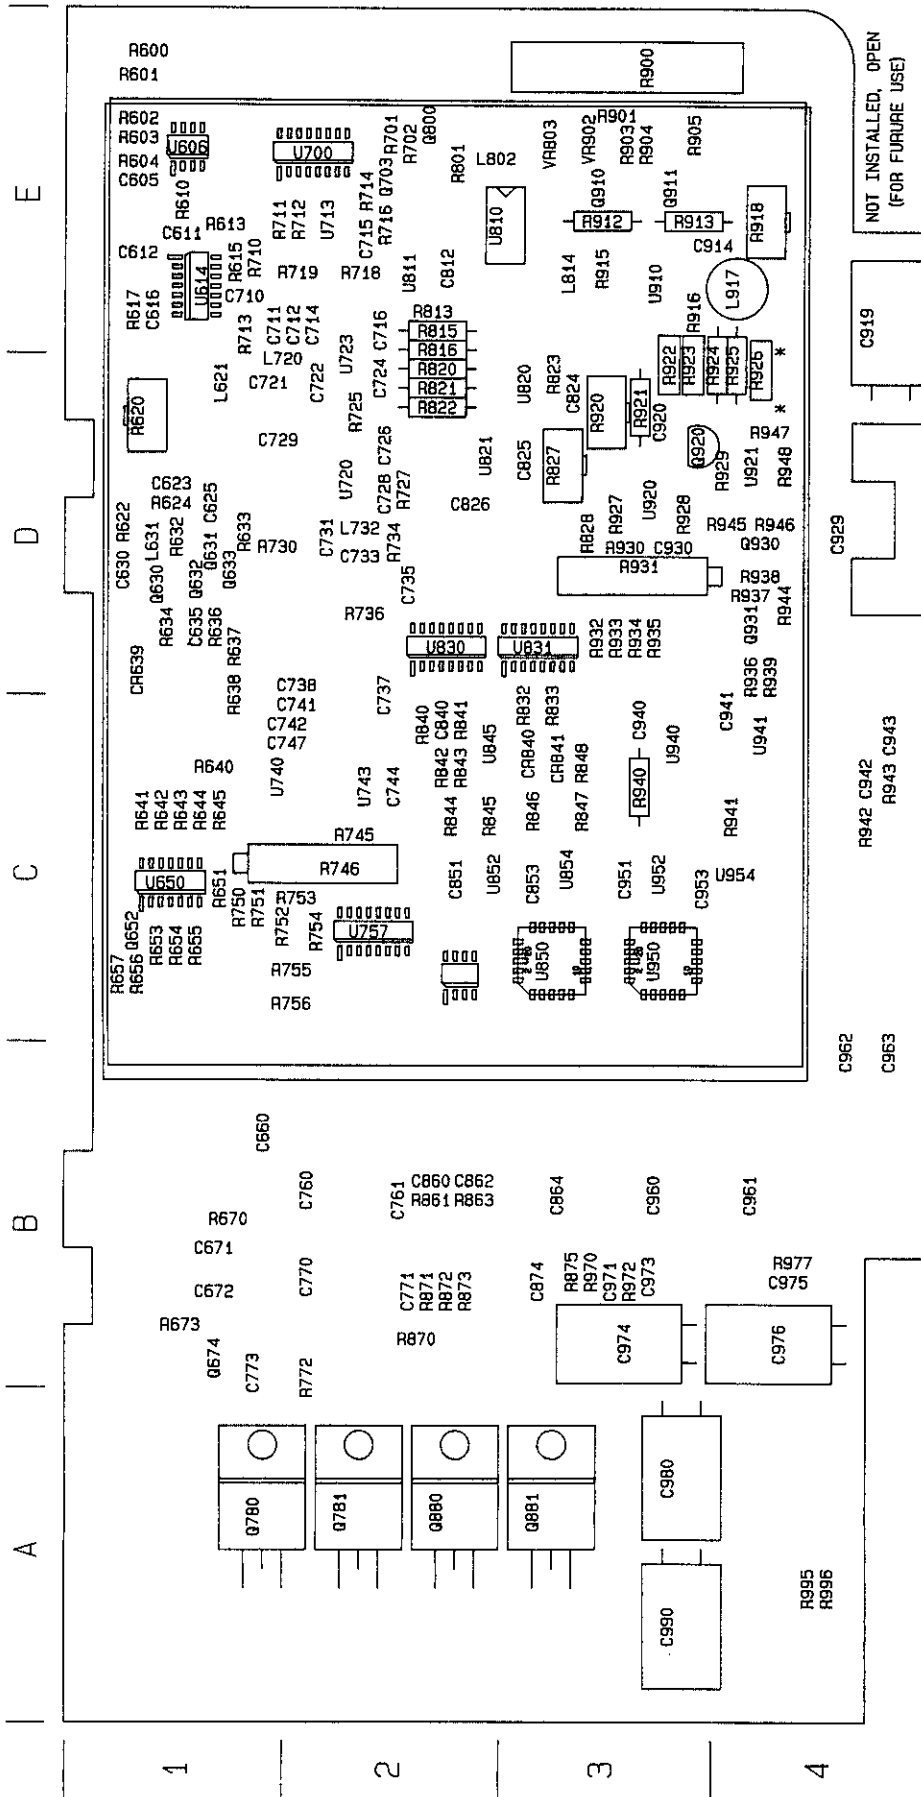 E
D
C
B
A
1
2
3
4
R600
R601
R900
NOT INSTALLED, OPEN
(FOR FURURE USE)
R602
R603
R604
C605
U606
R610
C611
C612
R613
U614
R615
C616
R617
R710
C710
U700
R701
R702
Q703
Q800
R711
R712
U713
R714
C715
R716
R719
R718
R713
C711
C712
C714
C716
R801
L802
VR803
R901
VR902
R903
R904
R905
U810
U811
C812
Q910
Q911
R912
R913
C914
R918
L814
R915
U910
R916
L917
C919
R813
R815
R816
R820
R821
R822
R620
L621
L720
C721
C722
U723
C724
R725
U820
R823
C824
R920
R921
C920
R922
R923
R924
R925
R926
*
*
C729
C726
U720
C728
R727
U821
C825
R827
C826
Q920
R929
U921
R947
R948
R622
C623
R624
C625
C630
Q630
L631
R632
Q631
Q632
Q633
R633
R634
C635
R636
R637
R638
CR639
R730
C731
L732
C733
R734
C735
R736
C737
R828
R927
U920
R928
R930
C930
R931
R945
R946
Q930
R938
R937
Q931
R944
C929
U830
U831
R932
R933
R934
R935
R936
R939
C738
C741
C742
C747
U740
R640
R641
R642
R643
R644
R645
U743
C744
R745
R746
R840
C840
R841
R842
R843
U845
R844
R845
R832
R833
CR840
CR841
R848
R846
R847
C940
U940
R940
C941
U941
R941
R942
C942
R943
C943
U650
R651
Q652
R653
R654
R655
R656
R657
R750
R751
R752
R753
R754
R755
R756
U757
C851
U852
C853
U854
C951
U952
C953
U954
U850
U950
C962
C963
C660
R670
C671
C672
R673
Q674
C760
C761
C770
C771
R772
C773
C860
C862
R861
R863
C864
R870
R871
R872
R873
C874
R875
R970
C971
R972
C973
C974
C960
C961
R977
C975
C976
Q780
Q781
Q880
Q881
C980
C990
R995
R996